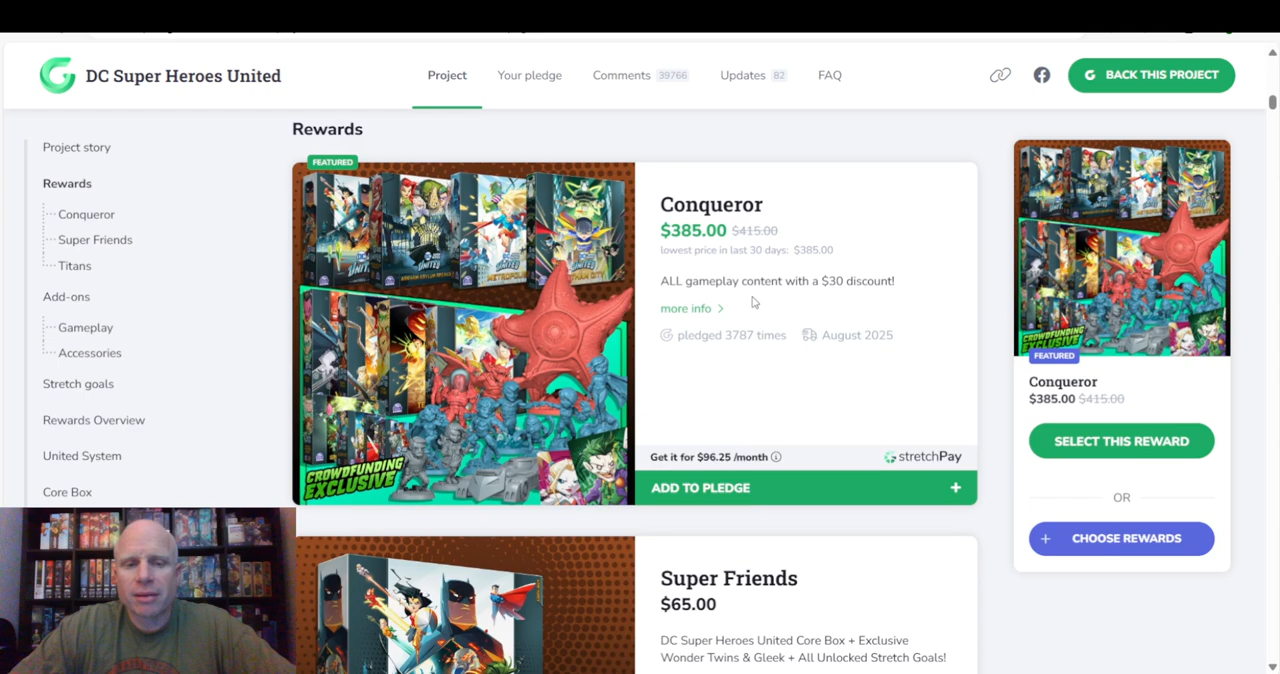 DC Super Heroes United
Project
Your pledge
Comments 39766
Updates 82
FAQ
BACK THIS PROJECT
Project story
Rewards
Conqueror
Super Friends
Titans
Add-ons
Gameplay
Accessories
Stretch goals
Rewards Overview
United System
Core Box
Rewards
FEATURED
METROPOLIS
GOTHAM CITY
CROWDFUNDING
EXCLUSIVE
Conqueror
$385.00 $415.00
lowest price in last 30 days: $385.00
ALL gameplay content with a $30 discount!
more info >
pledged 3787 times
August 2025
Get it for $96.25 /month
stretchPay
ADD TO PLEDGE +
Super Friends
$65.00
DC Super Heroes United Core Box + Exclusive
Wonder Twins & Gleek + All Unlocked Stretch Goals!
CROWDFUNDING
EXCLUSIVE
FEATURED
Conqueror
$385.00 $415.00
SELECT THIS REWARD
OR
+ CHOOSE REWARDS